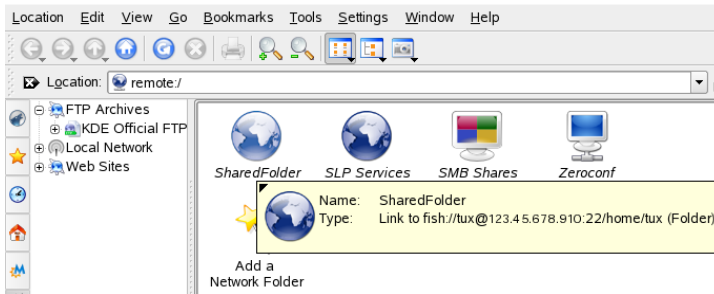 Location Edit View Go Bookmarks Tools Settings Window Help
Location: remote:/
FTP Archives
KDE Official FTP
Local Network
Web Sites
SharedFolder SLP Services SMB Shares Zeroconf
Name: SharedFolder
Type: Link to fish://tux@123.45.678.910:22/home/tux (Folder)
Add a
Network Folder